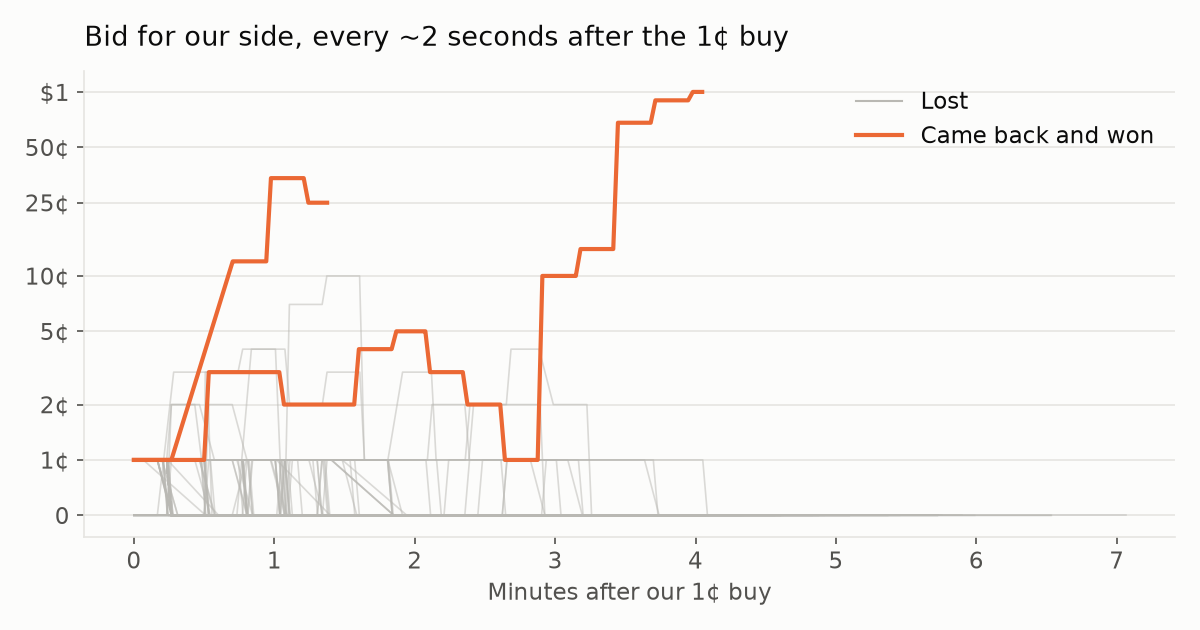 Bid for our side, every ~2 seconds after the 1¢ buy
$1
50¢
25¢
10¢
5¢
2¢
1¢
0
Lost
Came back and won
0 1 2 3 4 5 6 7
Minutes after our 1¢ buy